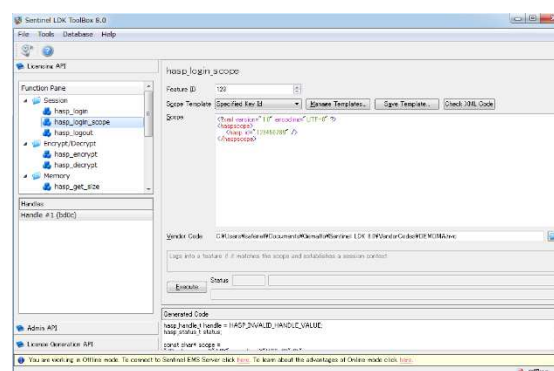 Sentinel LDK ToolBox 8.0
File Tools Database Help
Licensing API
Function Pane
Session
hasp_login
hasp_login_scope
hasp_logout
Encrypt/Decrypt
hasp_encrypt
hasp_decrypt
Memory
hasp_get_size
Handles
Handle #1 (bd0c)
Admin API
License Generation API
hasp_login_scope
Feature ID 123
Scope Template Specified Key Id Manage Templates... Save Template... Check XML Code
Scope
<?xml version="1.0" encoding="UTF-8" ?>
<haspscope>
<hasp id="123456789" />
</haspscope>
Vendor Code
Logs into a feature if it matches the scope and establishes a session context
Execute
Status
Generated Code
hasp_handle_t handle = HASP_INVALID_HANDLE_VALUE;
hasp_status_t status;
const char* scope =
You are working in Offline mode. To connect to Sentinel EMS Server click here. To learn about the advantages of Online mode click here.